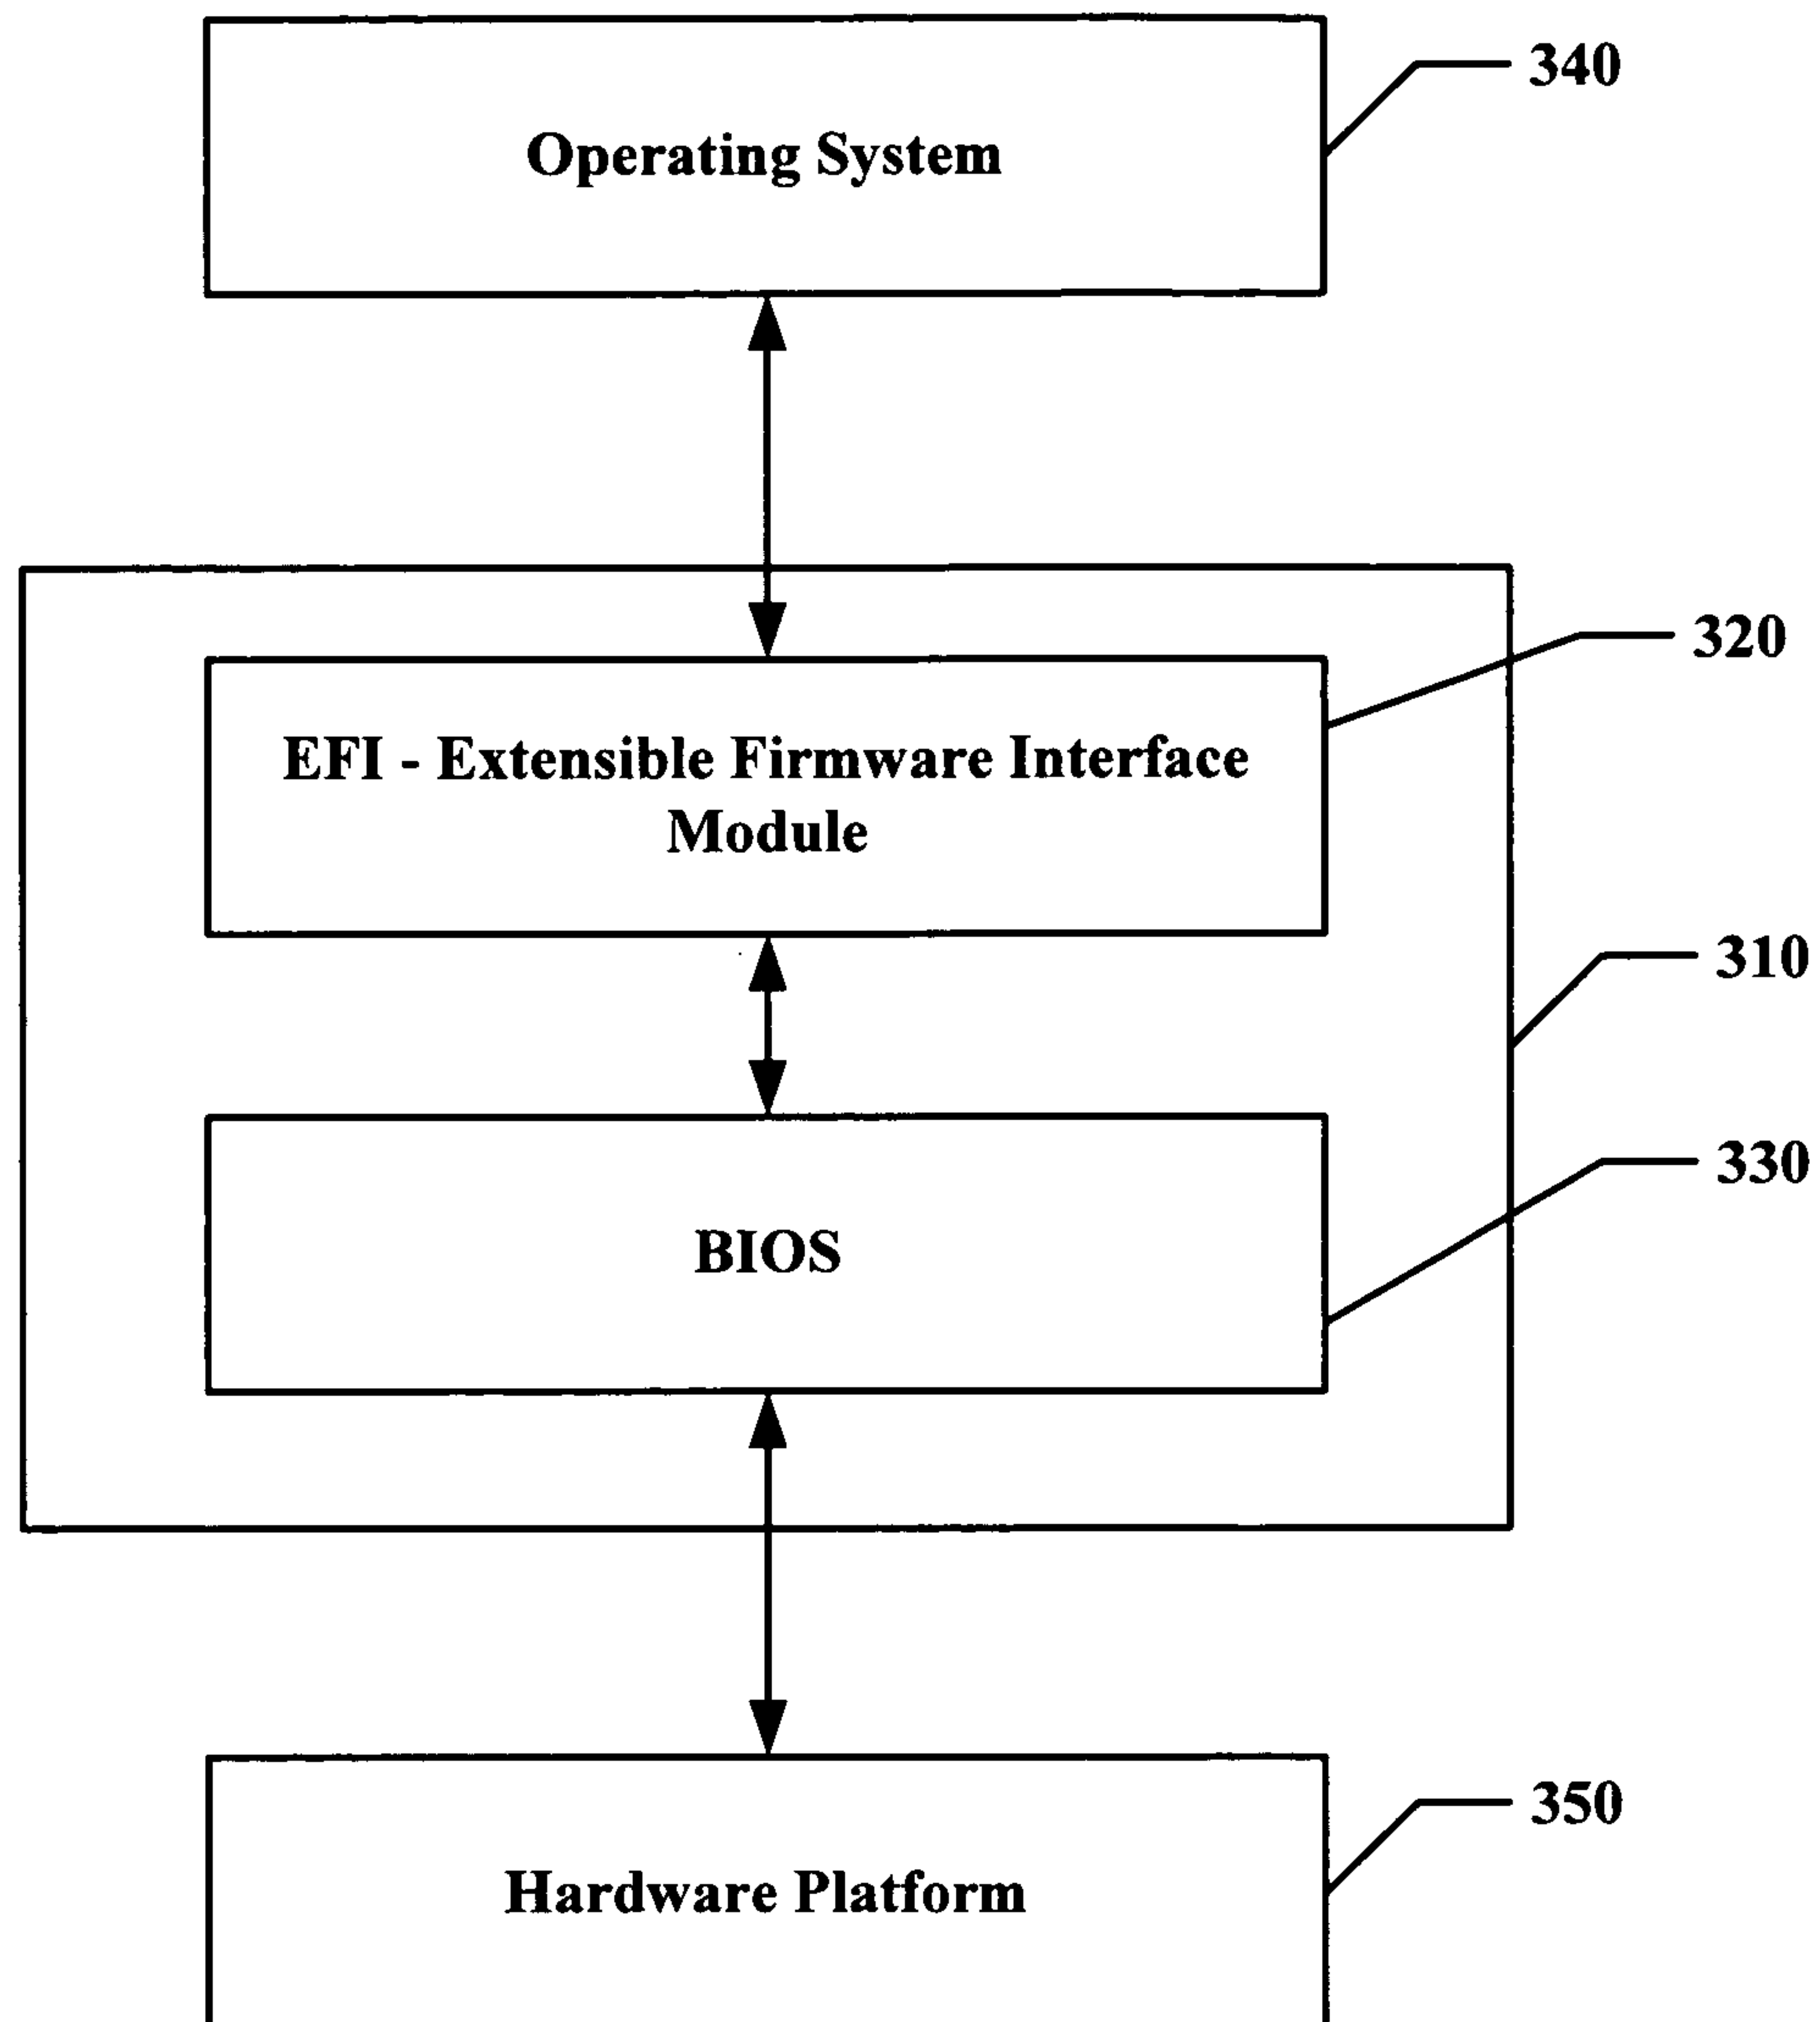 340
Operating System
320
EFI - Extensible Firmware Interface
Module
310
330
BIOS
350
Hardware Platform